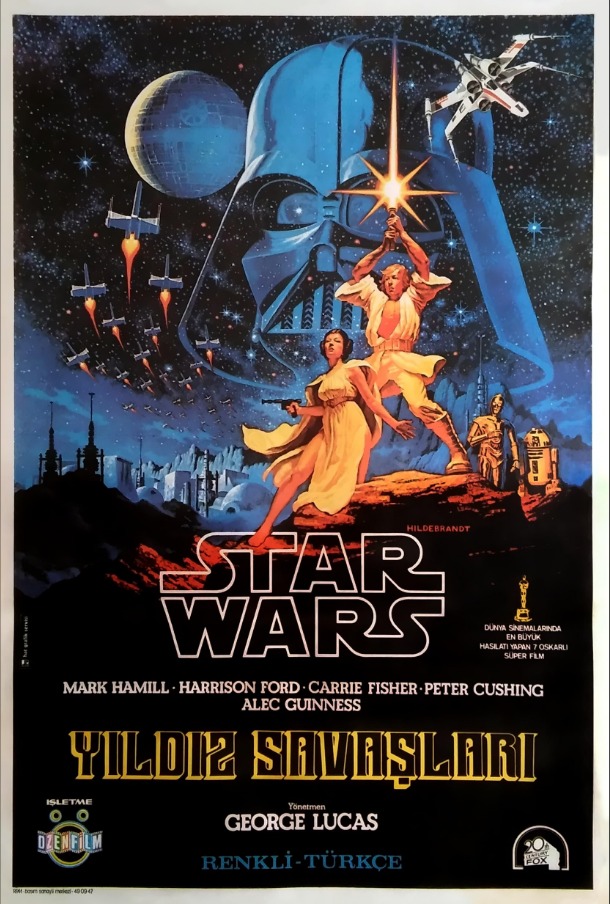 HILDEBRANDT
STAR
WARS
DÜNYA SİNEMALARINDA
EN BÜYÜK
HASILATI YAPAN 7 OSKARLI
SÜPER FİLM
MARK HAMILL · HARRISON FORD · CARRIE FISHER · PETER CUSHING
ALEC GUINNESS
YILDIZ SAVAŞLARI
İŞLETME
ÖZENFİLM
Yönetmen
GEORGE LUCAS
20th
CENTURY
FOX
RENKLİ-TÜRKÇE